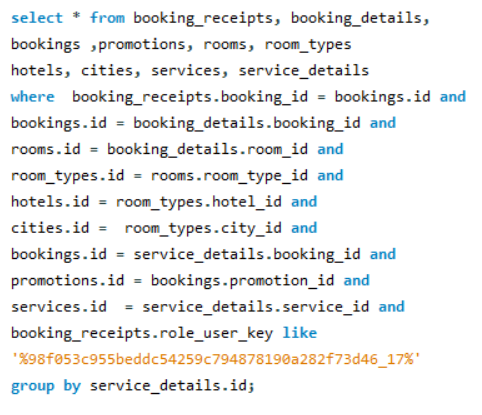 select * from booking_receipts, booking_details,
bookings ,promotions, rooms, room_types
hotels, cities, services, service_details
where  booking_receipts.booking_id = bookings.id and
bookings.id = booking_details.booking_id and
rooms.id = booking_details.room_id and
room_types.id = rooms.room_type_id and
hotels.id = room_types.hotel_id and
cities.id =  room_types.city_id and
bookings.id = service_details.booking_id and
promotions.id = bookings.promotion_id and
services.id  = service_details.service_id and
booking_receipts.role_user_key like
'%98f053c955beddc54259c794878190a282f73d46_17%'
group by service_details.id;